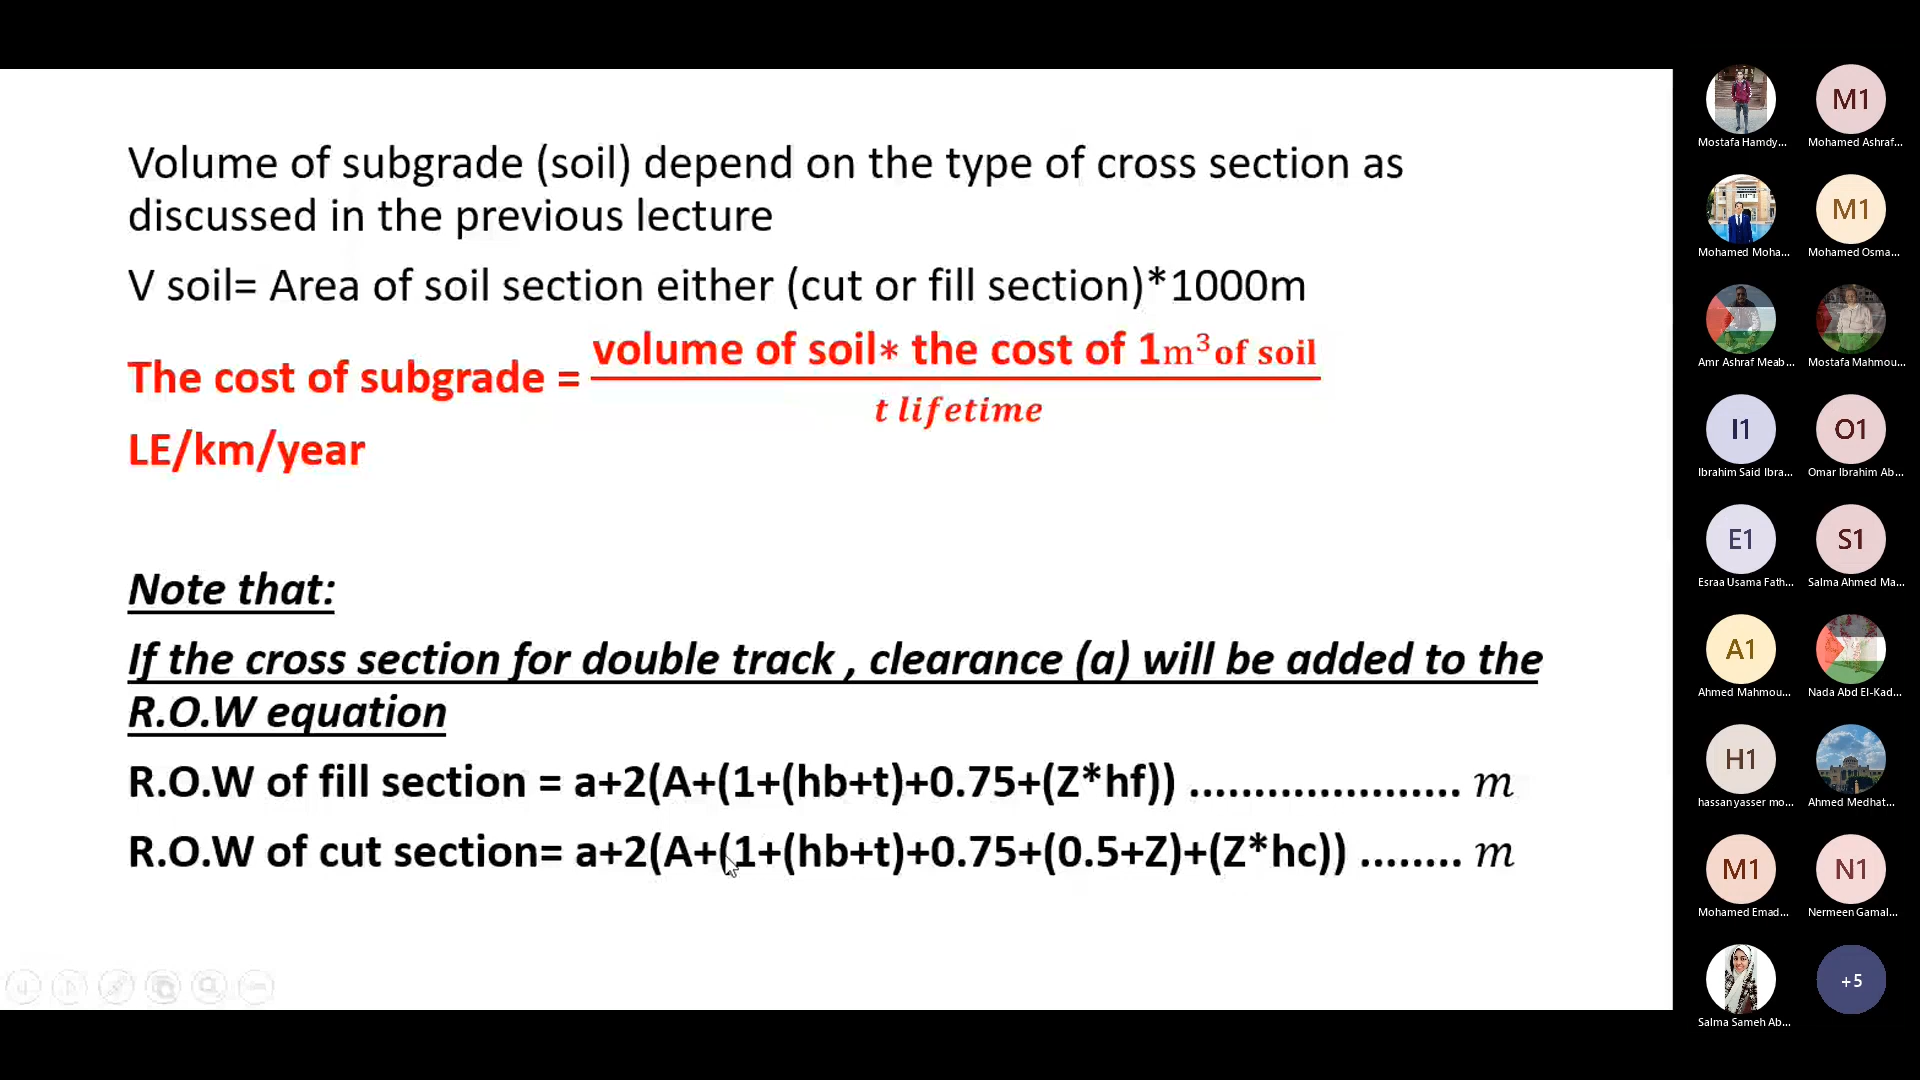 Volume of subgrade (soil) depend on the type of cross section as
discussed in the previous lecture
V soil= Area of soil section either (cut or fill section)*1000m
The cost of subgrade = volume of soil∗ the cost of 1m³of soil / t lifetime
LE/km/year
Note that:
If the cross section for double track , clearance (a) will be added to the
R.O.W equation
R.O.W of fill section = a+2(A+(1+(hb+t)+0.75+(Z*hf)) ..................... m
R.O.W of cut section= a+2(A+(1+(hb+t)+0.75+(0.5+Z)+(Z*hc)) ........ m
M1
Mostafa Hamdy... Mohamed Ashraf...
M1
Mohamed Moha... Mohamed Osma...
Amr Ashraf Meab... Mostafa Mahmou...
I1 O1
Ibrahim Said Ibra... Omar Ibrahim Ab...
E1 S1
Esraa Usama Fath... Salma Ahmed Ma...
A1
Ahmed Mahmou... Nada Abd El-Kad...
H1
hassan yasser mo... Ahmed Medhat...
M1 N1
Mohamed Emad... Nermeen Gamal...
+5
Salma Sameh Ab...